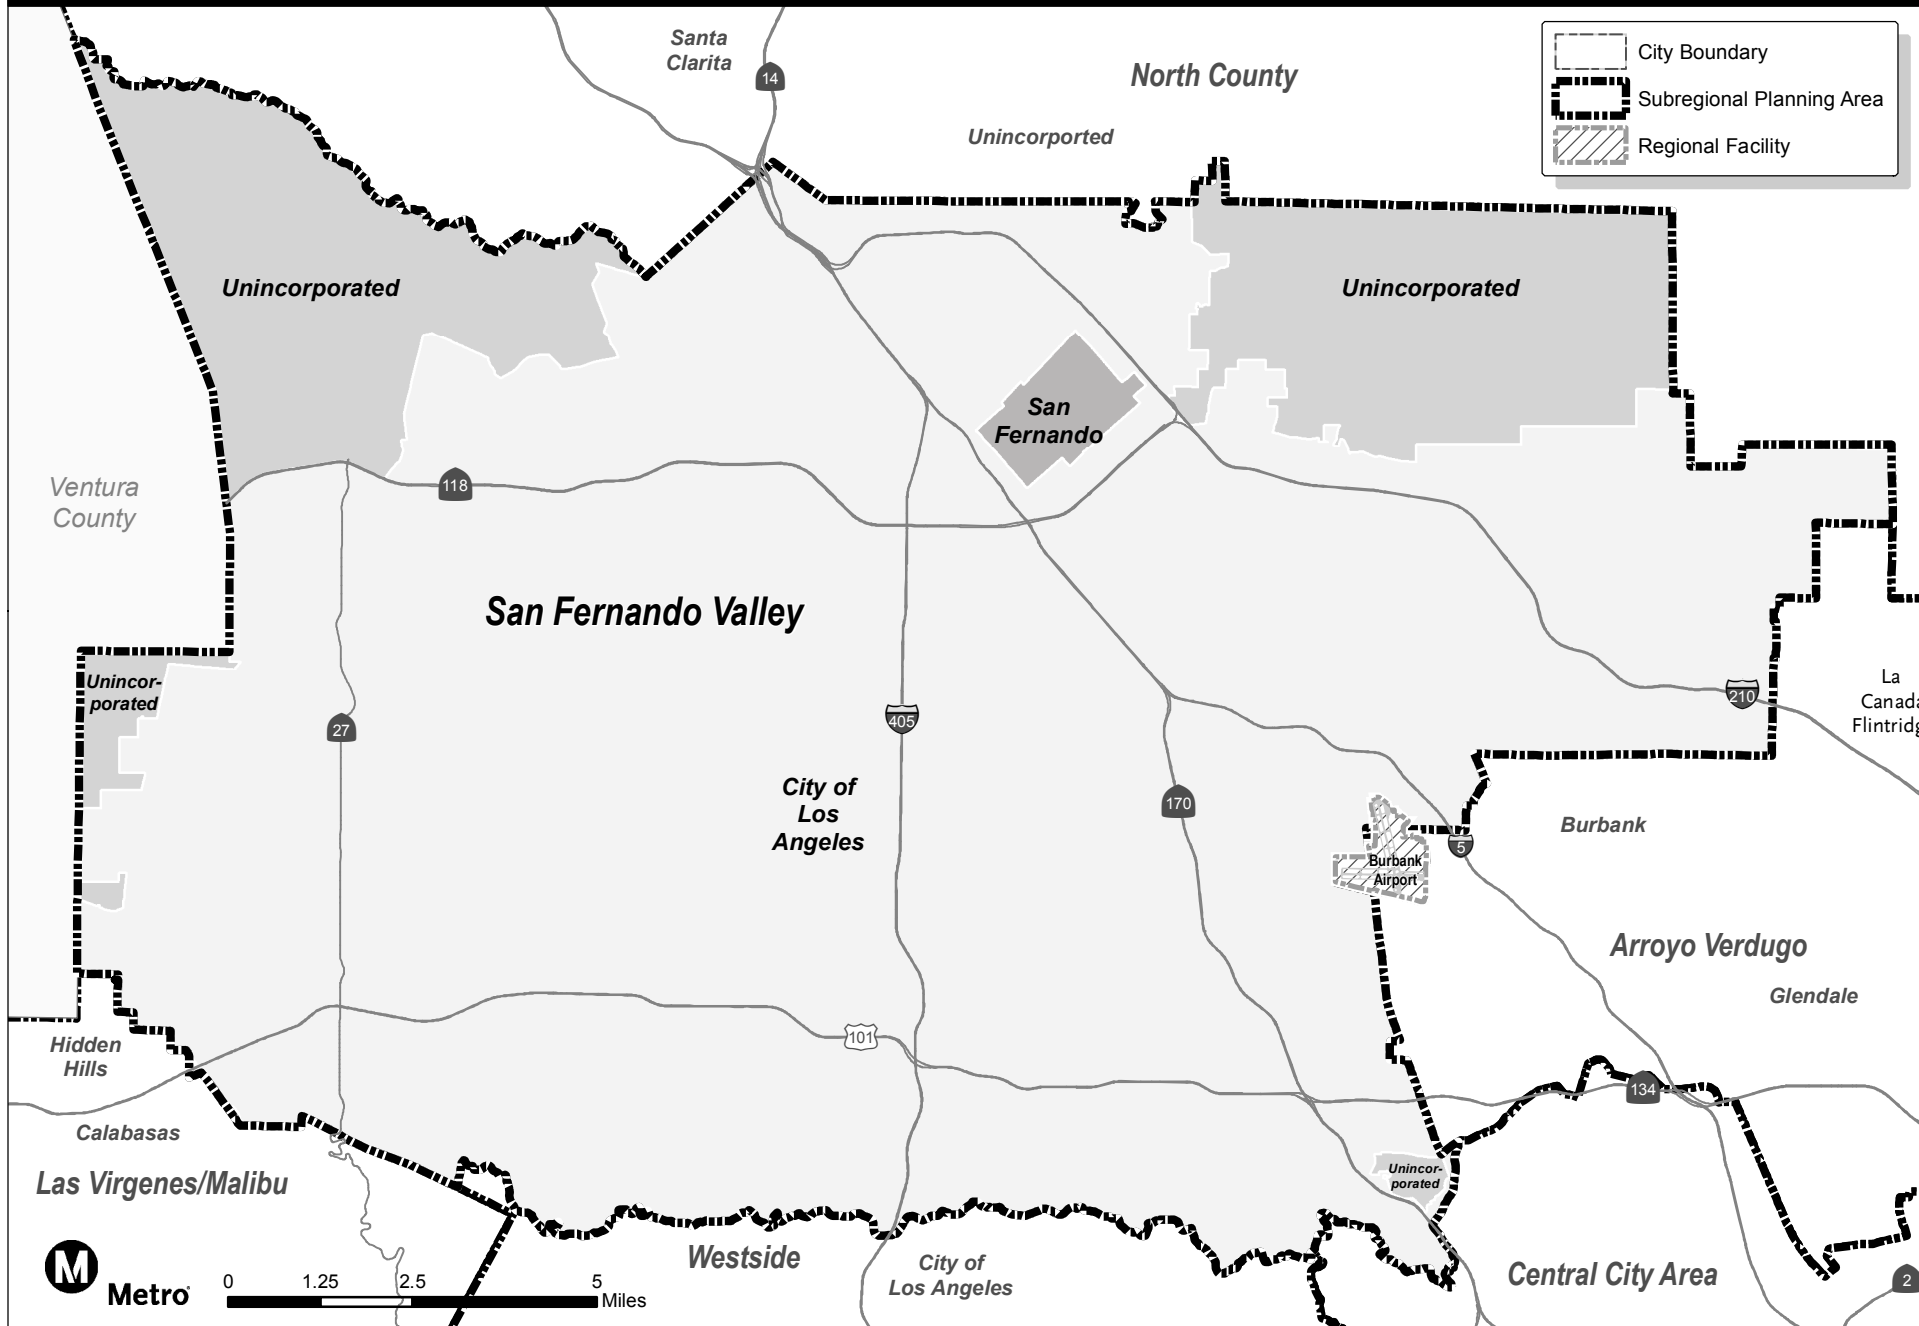 Santa
Clarita
14
North County
Unincorported
City Boundary
Subregional Planning Area
Regional Facility
Unincorporated
Unincorporated
San
Fernando
118
Ventura
County
San Fernando Valley
Unincor-
porated
27
405
210
La
Canada
Flintridg
City of
Los
Angeles
170
5
Burbank
Burbank
Airport
Arroyo Verdugo
Glendale
101
Hidden
Hills
134
Calabasas
Las Virgenes/Malibu
Unincor-
porated
Westside
City of
Los Angeles
Central City Area
2
M
Metro
0 1.25 2.5 5
Miles